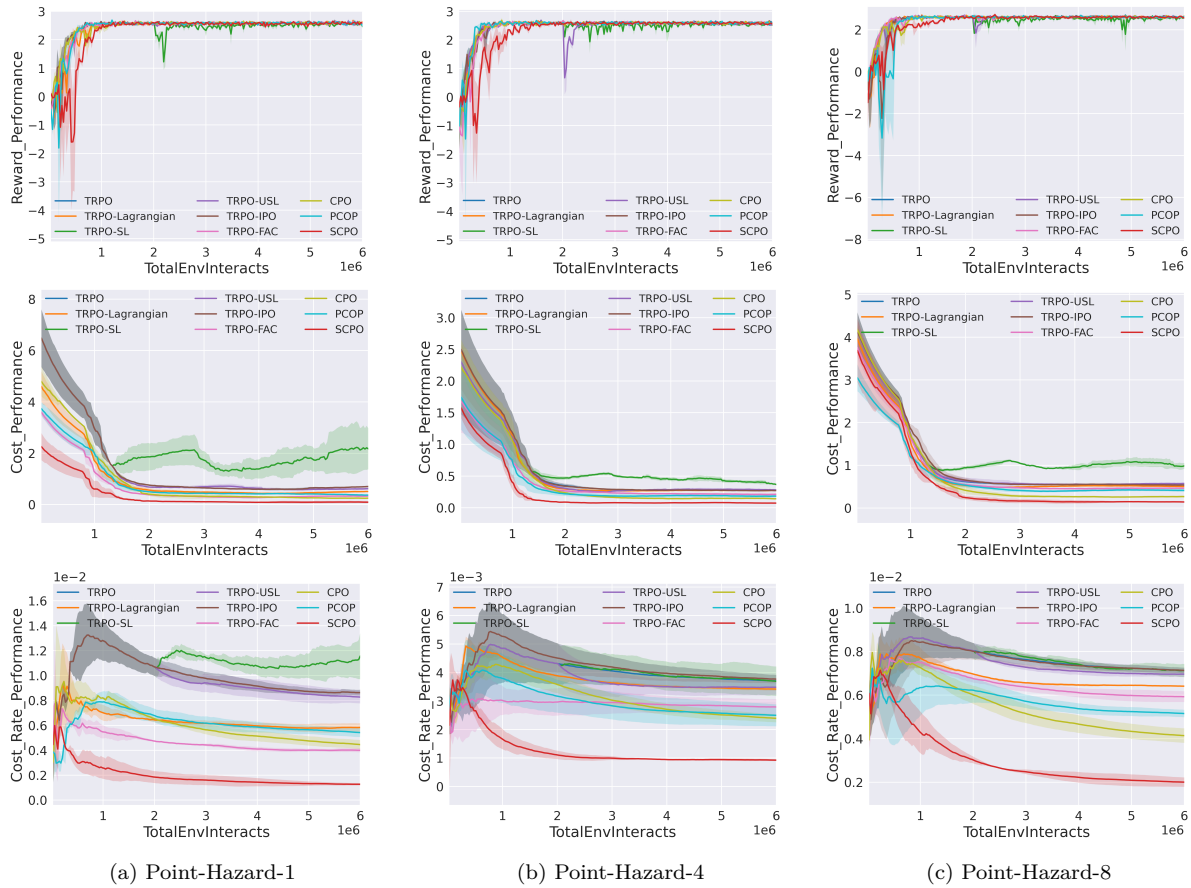 3
2
1
0
−1
−2
−3
−4
−5
Reward_Performance
TRPO TRPO-USL CPO
TRPO-Lagrangian TRPO-IPO PCOP
TRPO-SL TRPO-FAC SCPO
1 2 3 4 5 6
TotalEnvInteracts 1e6
3
2
1
0
−1
−2
−3
−4
−5
Reward_Performance
TRPO TRPO-USL CPO
TRPO-Lagrangian TRPO-IPO PCOP
TRPO-SL TRPO-FAC SCPO
1 2 3 4 5 6
TotalEnvInteracts 1e6
2
0
−2
−4
−6
−8
Reward_Performance
TRPO TRPO-USL CPO
TRPO-Lagrangian TRPO-IPO PCOP
TRPO-SL TRPO-FAC SCPO
1 2 3 4 5 6
TotalEnvInteracts 1e6
8
6
4
2
0
Cost_Performance
TRPO TRPO-USL CPO
TRPO-Lagrangian TRPO-IPO PCOP
TRPO-SL TRPO-FAC SCPO
1 2 3 4 5 6
TotalEnvInteracts 1e6
3.0
2.5
2.0
1.5
1.0
0.5
0.0
Cost_Performance
TRPO TRPO-USL CPO
TRPO-Lagrangian TRPO-IPO PCOP
TRPO-SL TRPO-FAC SCPO
1 2 3 4 5 6
TotalEnvInteracts 1e6
5
4
3
2
1
0
Cost_Performance
TRPO TRPO-USL CPO
TRPO-Lagrangian TRPO-IPO PCOP
TRPO-SL TRPO-FAC SCPO
1 2 3 4 5 6
TotalEnvInteracts 1e6
1e−2
1.6
1.4
1.2
1.0
0.8
0.6
0.4
0.2
0.0
Cost_Rate_Performance
TRPO TRPO-USL CPO
TRPO-Lagrangian TRPO-IPO PCOP
TRPO-SL TRPO-FAC SCPO
1 2 3 4 5 6
TotalEnvInteracts 1e6
1e−3
7
6
5
4
3
2
1
0
Cost_Rate_Performance
TRPO TRPO-USL CPO
TRPO-Lagrangian TRPO-IPO PCOP
TRPO-SL TRPO-FAC SCPO
1 2 3 4 5 6
TotalEnvInteracts 1e6
1e−2
1.0
0.8
0.6
0.4
0.2
Cost_Rate_Performance
TRPO TRPO-USL CPO
TRPO-Lagrangian TRPO-IPO PCOP
TRPO-SL TRPO-FAC SCPO
1 2 3 4 5 6
TotalEnvInteracts 1e6
(a) Point-Hazard-1
(b) Point-Hazard-4
(c) Point-Hazard-8